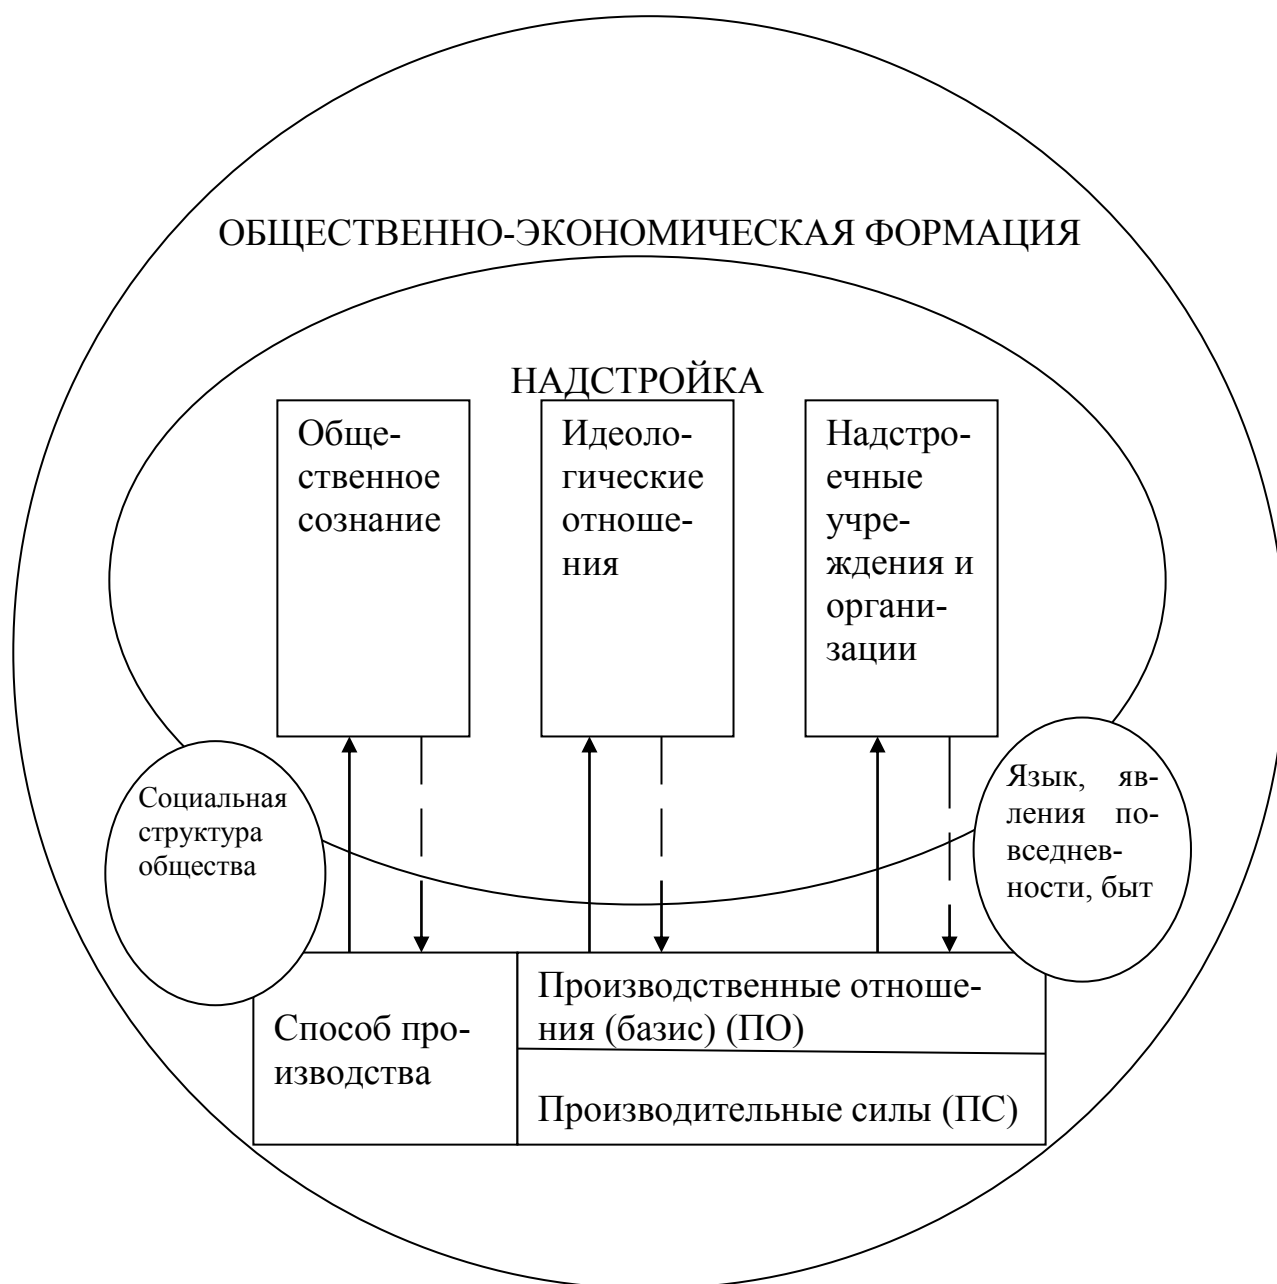 ОБЩЕСТВЕННО-ЭКОНОМИЧЕСКАЯ ФОРМАЦИЯ
НАДСТРОЙКА
Обще-
ственное
сознание
Идеоло-
гические
отноше-
ния
Надстро-
ечные
учре-
ждения и
органи-
зации
Социальная
структура
общества
Язык, яв-
ления по-
вседнев-
ности, быт
Способ про-
изводства
Производственные отноше-
ния (базис) (ПО)
Производительные силы (ПС)